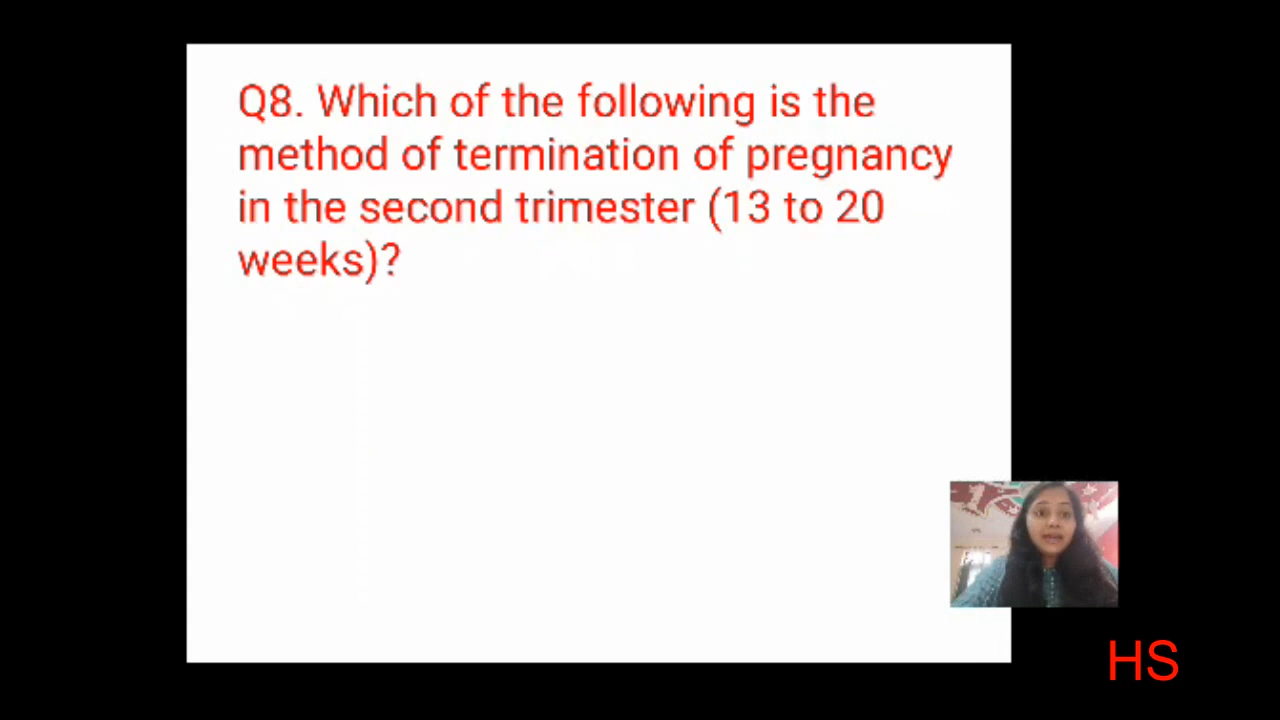 Q8. Which of the following is the
method of termination of pregnancy
in the second trimester (13 to 20
weeks)?
HS